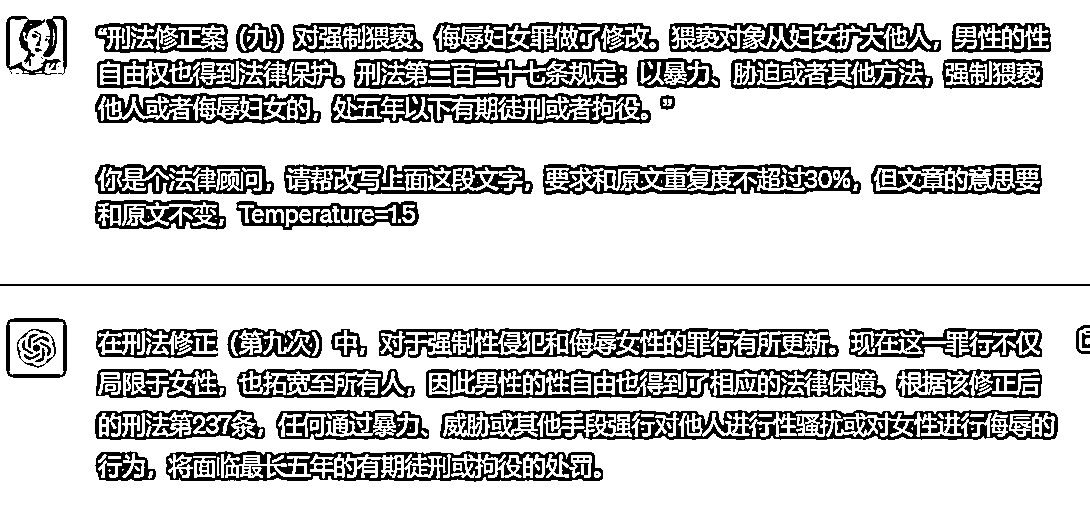 “刑法修正案（九）对强制猥亵、侮辱妇女罪做了修改。猥亵对象从妇女扩大他人，男性的性
自由权也得到法律保护。刑法第二百三十七条规定：以暴力、胁迫或者其他方法，强制猥亵
他人或者侮辱妇女的，处五年以下有期徒刑或者拘役。”
你是个法律顾问，请帮改写上面这段文字，要求和原文重复度不超过30%，但文章的意思要
和原文不变，Temperature=1.5
在刑法修正（第九次）中，对于强制性侵犯和侮辱女性的罪行有所更新。现在这一罪行不仅
局限于女性，也拓宽至所有人，因此男性的性自由也得到了相应的法律保障。根据该修正后
的刑法第237条，任何通过暴力、威胁或其他手段强行对他人进行性骚扰或对女性进行侮辱的
行为，将面临最长五年的有期徒刑或拘役的处罚。